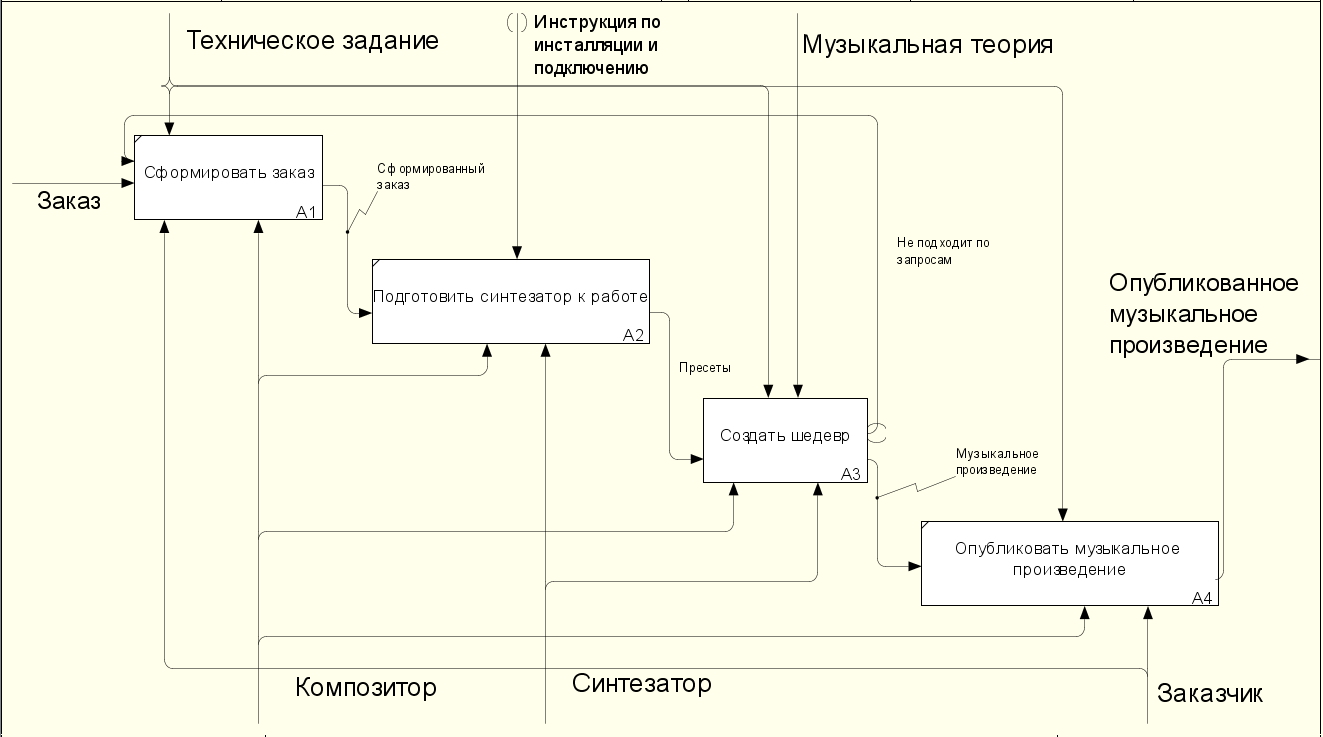 Техническое задание
Инструкция по
инсталляции и
подключению
Музыкальная теория
Сформировать заказ
A1
Заказ
Сформированный
заказ
Не подходит по
запросам
Подготовить синтезатор к работе
A2
Опубликованное
музыкальное
произведение
Пресеты
Создать шедевр
A3
Музыкальное
произведение
Опубликовать музыкальное
произведение
A4
Композитор
Синтезатор
Заказчик